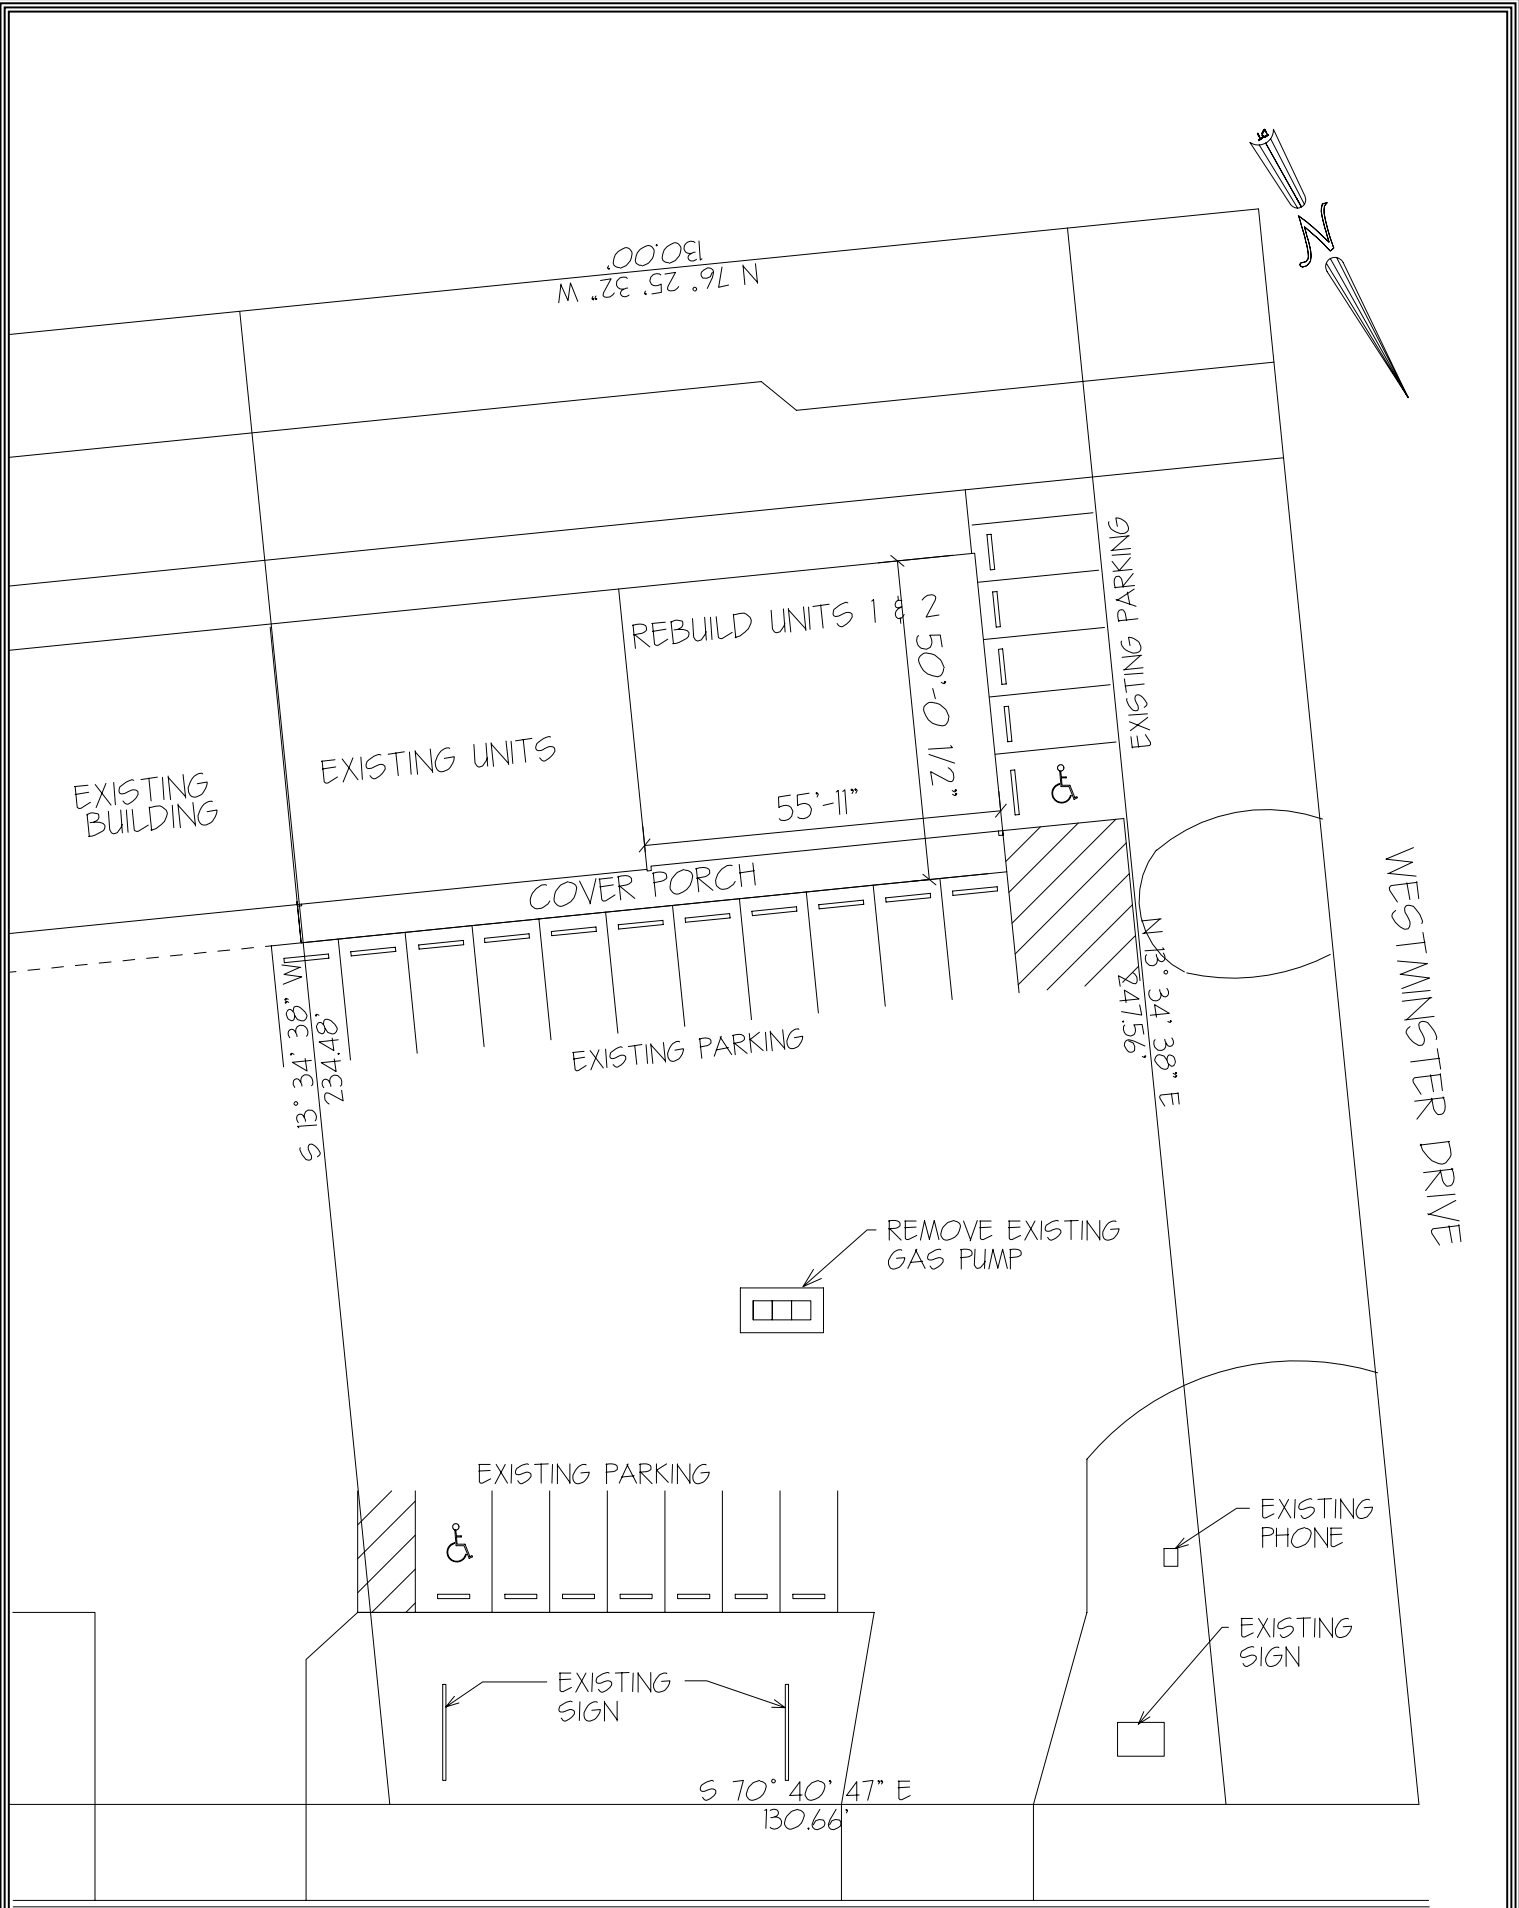 N
130.00'
N 76° 25' 32" W
REBUILD UNITS 1 & 2
50'-0 1/2"
EXISTING PARKING
EXISTING UNITS
EXISTING
BUILDING
55'-11"
COVER PORCH
WESTMINSTER DRIVE
N 13° 34' 38" E
247.56'
S 13° 34' 38" W
234.48'
EXISTING PARKING
REMOVE EXISTING
GAS PUMP
EXISTING PARKING
EXISTING
PHONE
EXISTING
SIGN
EXISTING
SIGN
S 70° 40' 47" E
130.66'